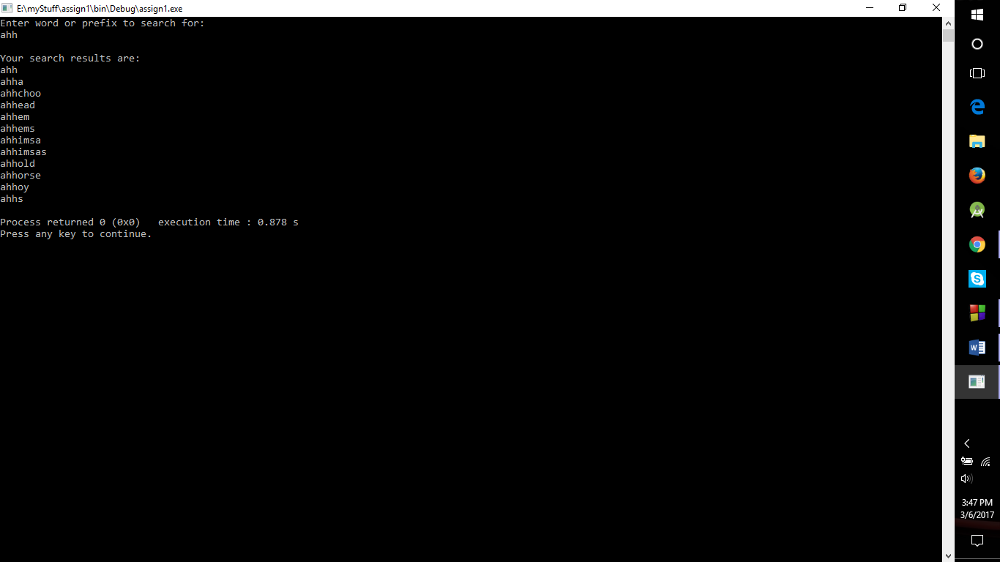 E:\myStuff\assign1\bin\Debug\assign1.exe
Enter word or prefix to search for:
ahh
Your search results are:
ahh
ahha
ahhchoo
ahhead
ahhem
ahhems
ahhimsa
ahhimsas
ahhold
ahhorse
ahhoy
ahhs
Process returned 0 (0x0)   execution time : 0.878 s
Press any key to continue.
3:47 PM
3/6/2017